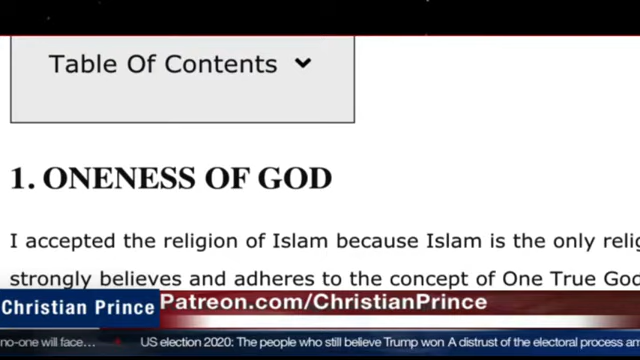 Table Of Contents
1. ONENESS OF GOD
I accepted the religion of Islam because Islam is the only relig
strongly believes and adheres to the concept of One True God
Christian Prince
Patreon.com/ChristianPrince
no-one will face... US election 2020: The people who still believe Trump won A distrust of the electoral process an